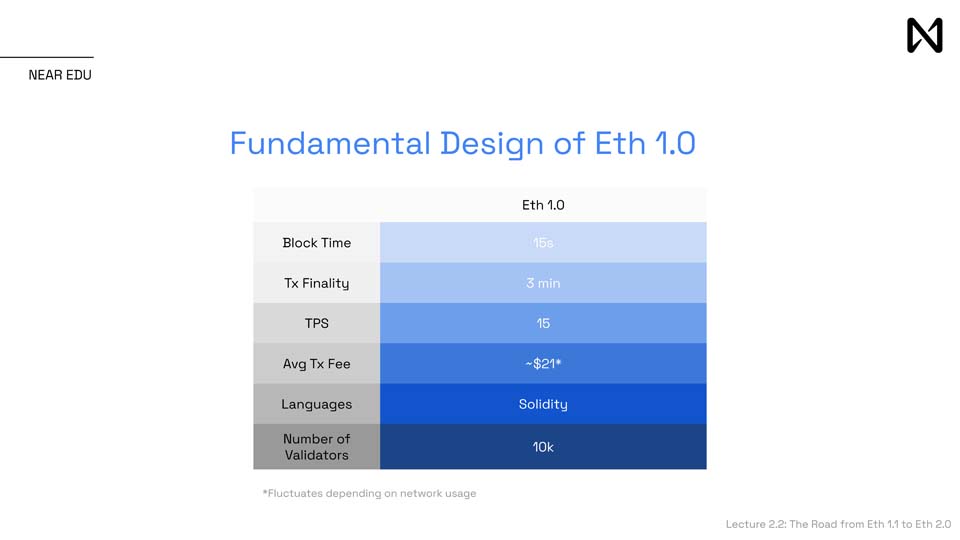 NEAR EDU
Fundamental Design of Eth 1.0
Eth 1.0
Block Time 15s
Tx Finality 3 min
TPS 15
Avg Tx Fee ~$21*
Languages Solidity
Number of
Validators 10k
*Fluctuates depending on network usage
Lecture 2.2: The Road from Eth 1.1 to Eth 2.0